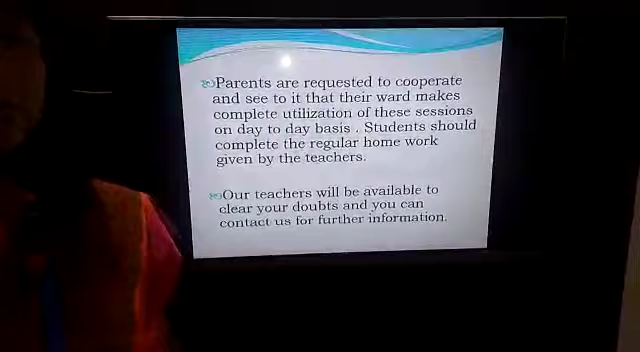 Parents are requested to cooperate
and see to it that their ward makes
complete utilization of these sessions
on day to day basis . Students should
complete the regular home work
given by the teachers.
Our teachers will be available to
clear your doubts and you can
contact us for further information.